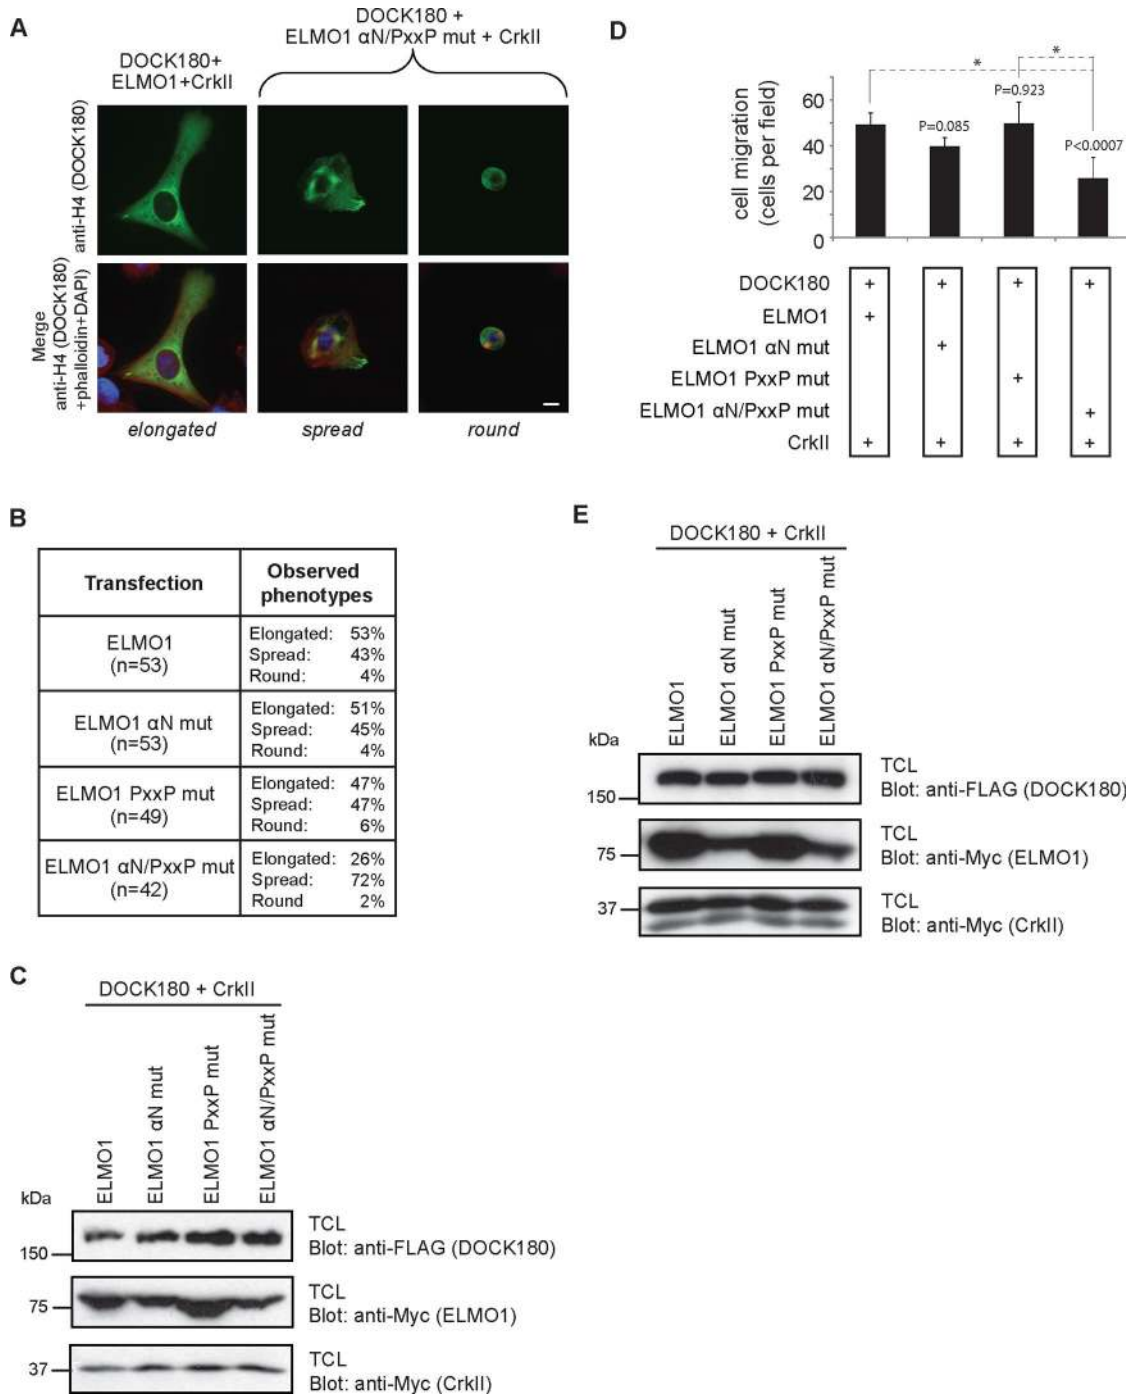 A
DOCK180+
ELMO1+CrkII
DOCK180 +
ELMO1 αN/PxxP mut + CrkII
anti-H4 (DOCK180)
Merge
anti-H4 (DOCK180)
+phalloidin+DAPI
elongated
spread
round
B
Transfection
Observed
phenotypes
ELMO1
(n=53)
Elongated: 53%
Spread: 43%
Round: 4%
ELMO1 αN mut
(n=53)
Elongated: 51%
Spread: 45%
Round: 4%
ELMO1 PxxP mut
(n=49)
Elongated: 47%
Spread: 47%
Round: 6%
ELMO1 αN/PxxP mut
(n=42)
Elongated: 26%
Spread: 72%
Round 2%
C
DOCK180 + CrkII
ELMO1
ELMO1 αN mut
ELMO1 PxxP mut
ELMO1 αN/PxxP mut
kDa
150
TCL
Blot: anti-FLAG (DOCK180)
75
TCL
Blot: anti-Myc (ELMO1)
37
TCL
Blot: anti-Myc (CrkII)
D
cell migration
(cells per field)
60
40
20
0
*
*
P=0.085
P=0.923
P<0.0007
DOCK180 + + + +
ELMO1 +
ELMO1 αN mut +
ELMO1 PxxP mut +
ELMO1 αN/PxxP mut +
CrkII + + + +
E
DOCK180 + CrkII
ELMO1
ELMO1 αN mut
ELMO1 PxxP mut
ELMO1 αN/PxxP mut
kDa
150
TCL
Blot: anti-FLAG (DOCK180)
75
TCL
Blot: anti-Myc (ELMO1)
37
TCL
Blot: anti-Myc (CrkII)